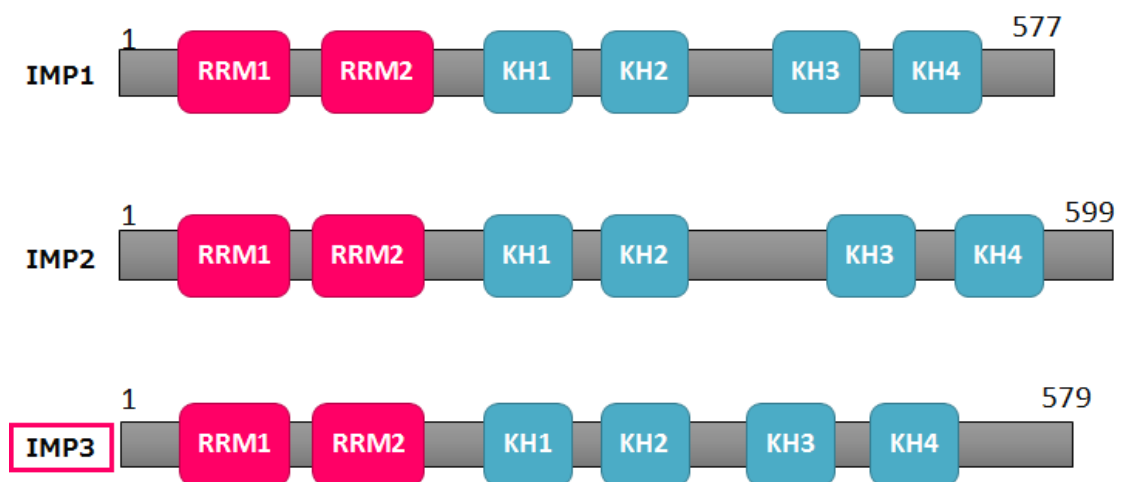 1 577
IMP1 RRM1 RRM2 KH1 KH2 KH3 KH4
1 599
IMP2 RRM1 RRM2 KH1 KH2 KH3 KH4
1 579
IMP3 RRM1 RRM2 KH1 KH2 KH3 KH4